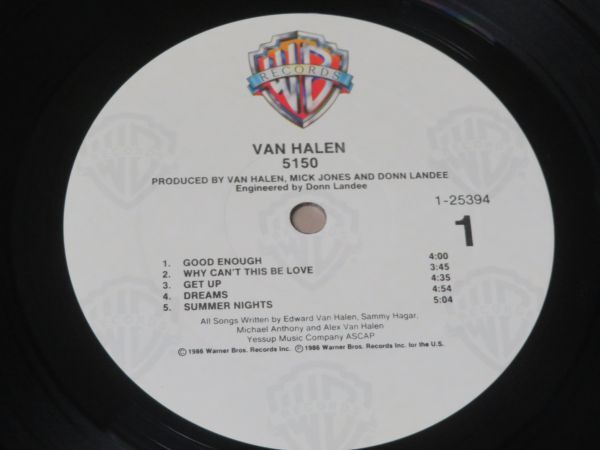 WB
RECORDS
VAN HALEN
5150
PRODUCED BY VAN HALEN, MICK JONES AND DONN LANDEE
Engineered by Donn Landee
1-25394
1
1. GOOD ENOUGH 4:00
2. WHY CAN'T THIS BE LOVE 3:45
3. GET UP 4:35
4. DREAMS 4:54
5. SUMMER NIGHTS 5:04
All Songs Written by Edward Van Halen, Sammy Hagar,
Michael Anthony and Alex Van Halen
Yessup Music Company ASCAP
©1986 Warner Bros. Records Inc. ℗1986 Warner Bros. Records Inc. for the U.S.